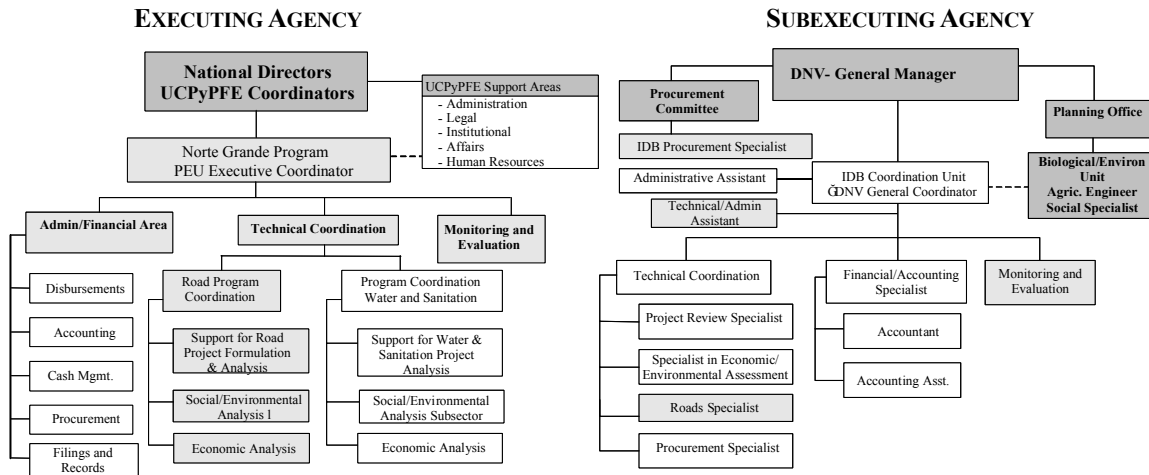 EXECUTING AGENCY
National Directors
UCPyPFE Coordinators
UCPyPFE Support Areas
- Administration
- Legal
- Institutional
- Affairs
- Human Resources
Norte Grande Program
PEU Executive Coordinator
Admin/Financial Area
Technical Coordination
Monitoring and
Evaluation
Disbursements
Accounting
Cash Mgmt.
Procurement
Filings and
Records
Road Program
Coordination
Support for Road
Project Formulation
& Analysis
Social/Environmental
Analysis l
Economic Analysis
Program Coordination
Water and Sanitation
Support for Water &
Sanitation Project
Analysis
Social/Environmental
Analysis Subsector
Economic Analysis
SUBEXECUTING AGENCY
DNV- General Manager
Procurement
Committee
IDB Procurement Specialist
Planning Office
Biological/Environ
Unit
Agric. Engineer
Social Specialist
Administrative Assistant
IDB Coordination Unit
DNV General Coordinator
Technical/Admin
Assistant
Technical Coordination
Project Review Specialist
Specialist in Economic/
Environmental Assessment
Roads Specialist
Procurement Specialist
Financial/Accounting
Specialist
Accountant
Accounting Asst.
Monitoring and
Evaluation